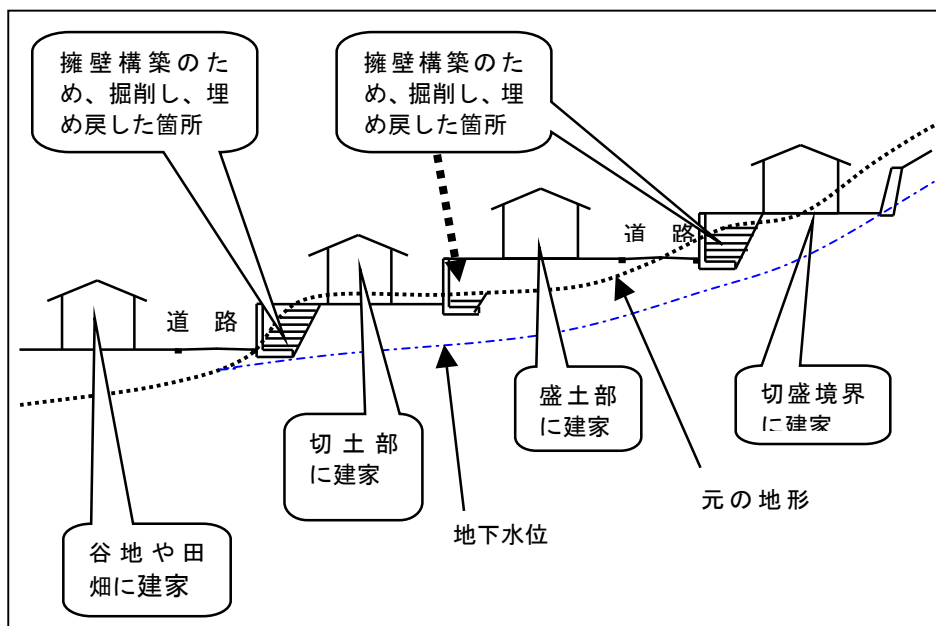 擁壁構築のた
め、掘削し、埋
め戻した箇所
擁壁構築のた
め、掘削し、埋
め戻した箇所
道 路
道 路
盛土部
に建家
切盛境界
に建家
切土部
に建家
元の地形
地下水位
谷地や田
畑に建家